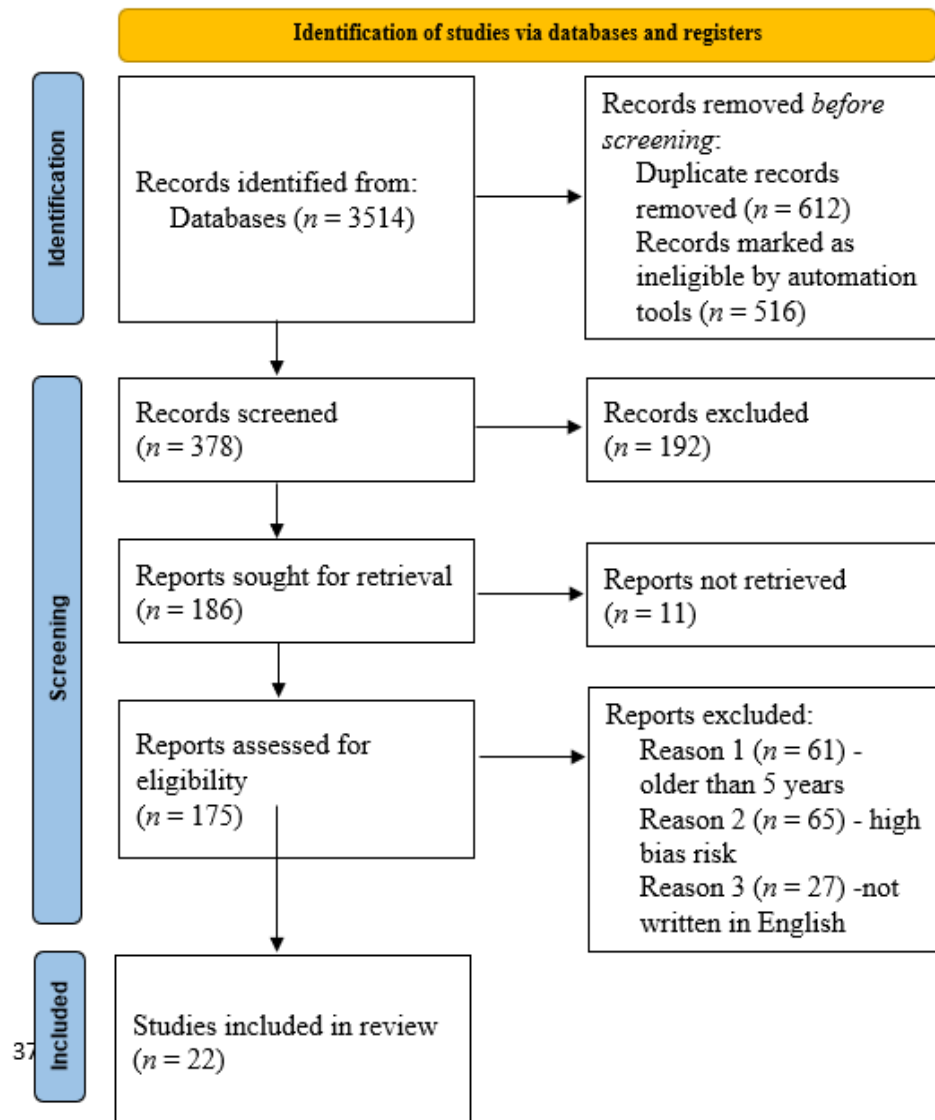 Identification of studies via databases and registers
Identification
Records identified from:
Databases (n = 3514)
Records removed before
screening:
Duplicate records
removed (n = 612)
Records marked as
ineligible by automation
tools (n = 516)
Screening
Records screened
(n = 378)
Records excluded
(n = 192)
Reports sought for retrieval
(n = 186)
Reports not retrieved
(n = 11)
Reports assessed for
eligibility
(n = 175)
Reports excluded:
Reason 1 (n = 61) -
older than 5 years
Reason 2 (n = 65) - high
bias risk
Reason 3 (n = 27) -not
written in English
Included
Studies included in review
(n = 22)
37